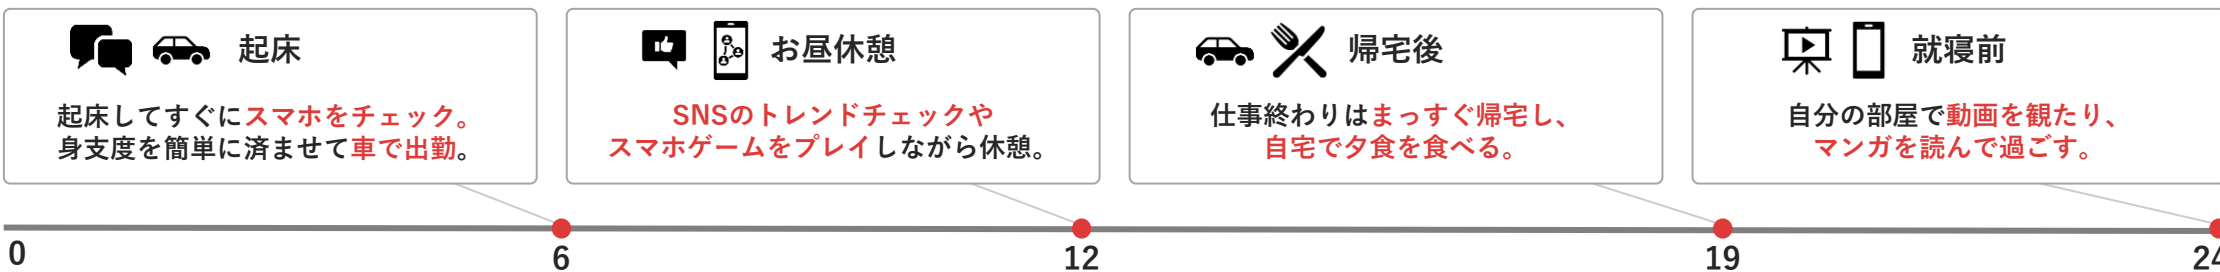 起床
起床してすぐにスマホをチェック。
身支度を簡単に済ませて車で出勤。
お昼休憩
SNSのトレンドチェックや
スマホゲームをプレイしながら休憩。
帰宅後
仕事終わりはまっすぐ帰宅し、
自宅で夕食を食べる。
就寝前
自分の部屋で動画を観たり、
マンガを読んで過ごす。
0
6
12
19
24